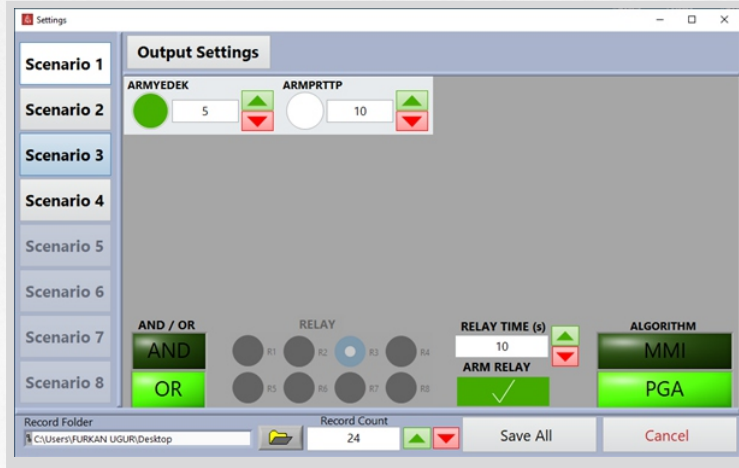 Settings
Scenario 1
Scenario 2
Scenario 3
Scenario 4
Scenario 5
Scenario 6
Scenario 7
Scenario 8
Output Settings
ARMYEDEK
5
ARMPRTTP
10
AND / OR
AND
OR
RELAY
R1 R2 R3 R4
R5 R6 R7 R8
RELAY TIME (s)
10
ARM RELAY
ALGORITHM
MMI
PGA
Record Folder
C:\Users\FURKAN UGUR\Desktop
Record Count
24
Save All
Cancel